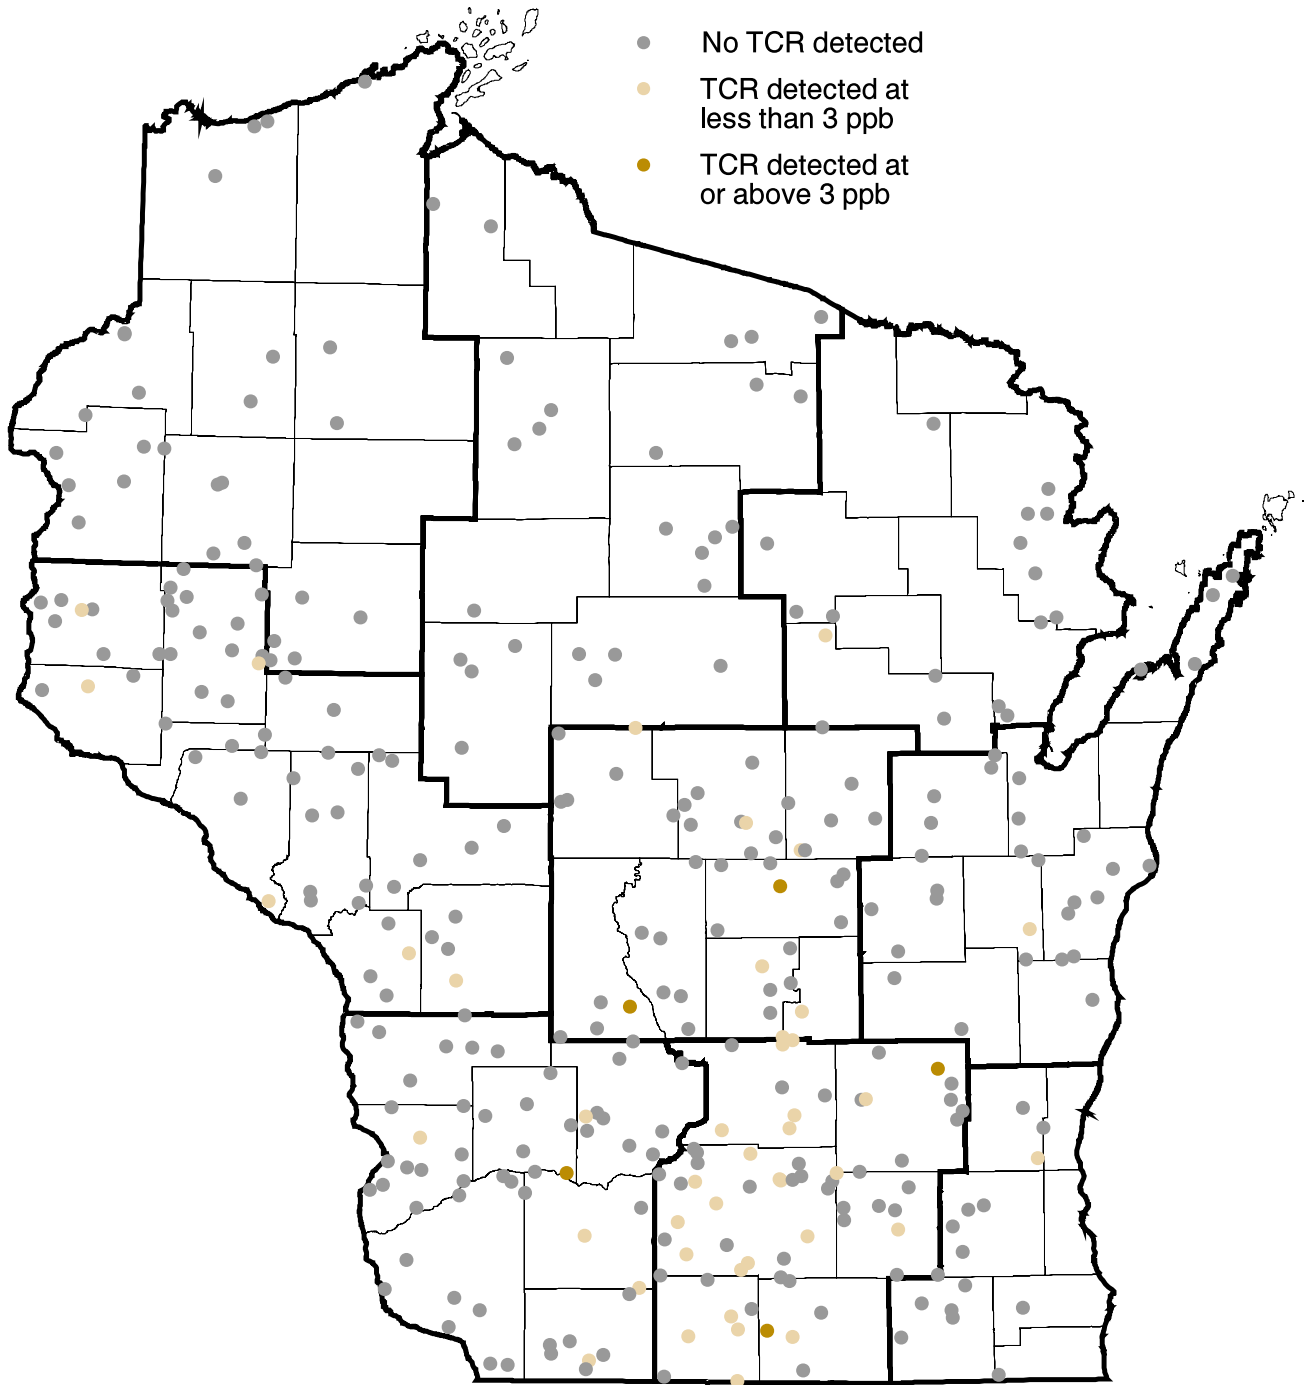 No TCR detected
TCR detected at
less than 3 ppb
TCR detected at
or above 3 ppb